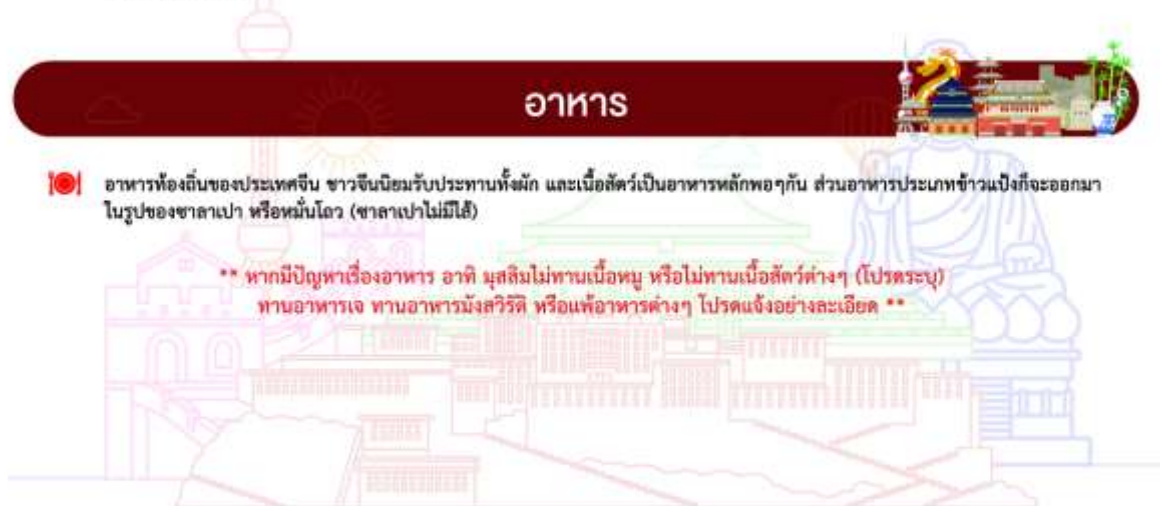 อาหาร
อาหารท้องถิ่นของประเทศจีน ชาวจีนนิยมรับประทานทั้งผัก และเนื้อสัตว์เป็นอาหารหลักพอๆกัน ส่วนอาหารประเภทข้าวแป้งก็จะออกมา
ในรูปของซาลาเปา หรือหมั่นโถว (ซาลาเปาไม่มีไส้)
** หากมีปัญหาเรื่องอาหาร อาทิ มุสลิมไม่ทานเนื้อหมู หรือไม่ทานเนื้อสัตว์ต่างๆ (โปรดระบุ)
ทานอาหารเจ ทานอาหารมังสวิรัติ หรือแพ้อาหารต่างๆ โปรดแจ้งอย่างละเอียด **